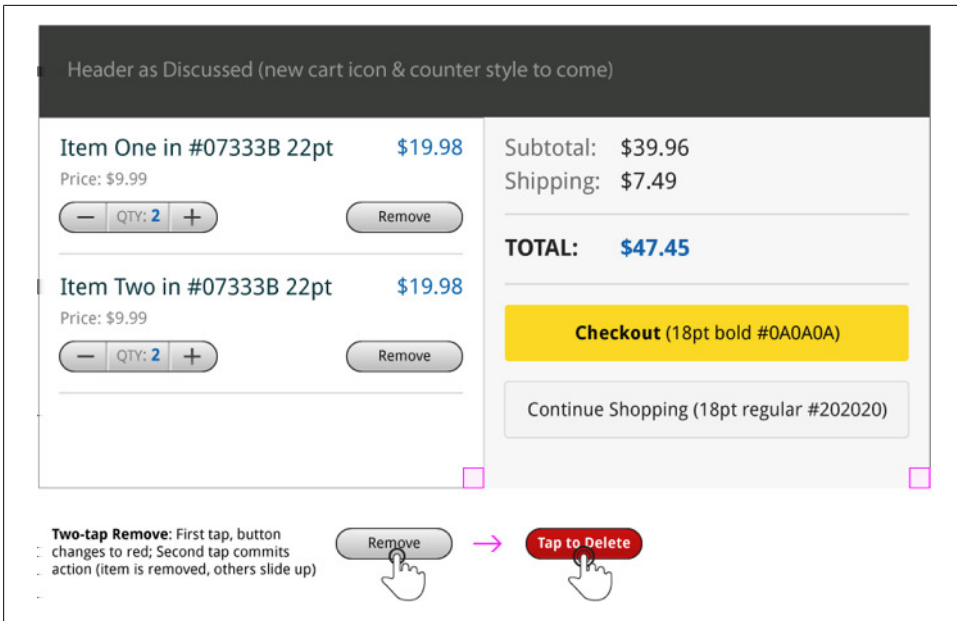 Header as Discussed (new cart icon & counter style to come)
Item One in #07333B 22pt $19.98
Price: $9.99
− QTY: 2 + Remove
Item Two in #07333B 22pt $19.98
Price: $9.99
− QTY: 2 + Remove
Subtotal: $39.96
Shipping: $7.49
TOTAL: $47.45
Checkout (18pt bold #0A0A0A)
Continue Shopping (18pt regular #202020)
Two-tap Remove: First tap, button
changes to red; Second tap commits
action (item is removed, others slide up)
Remove → Tap to Delete